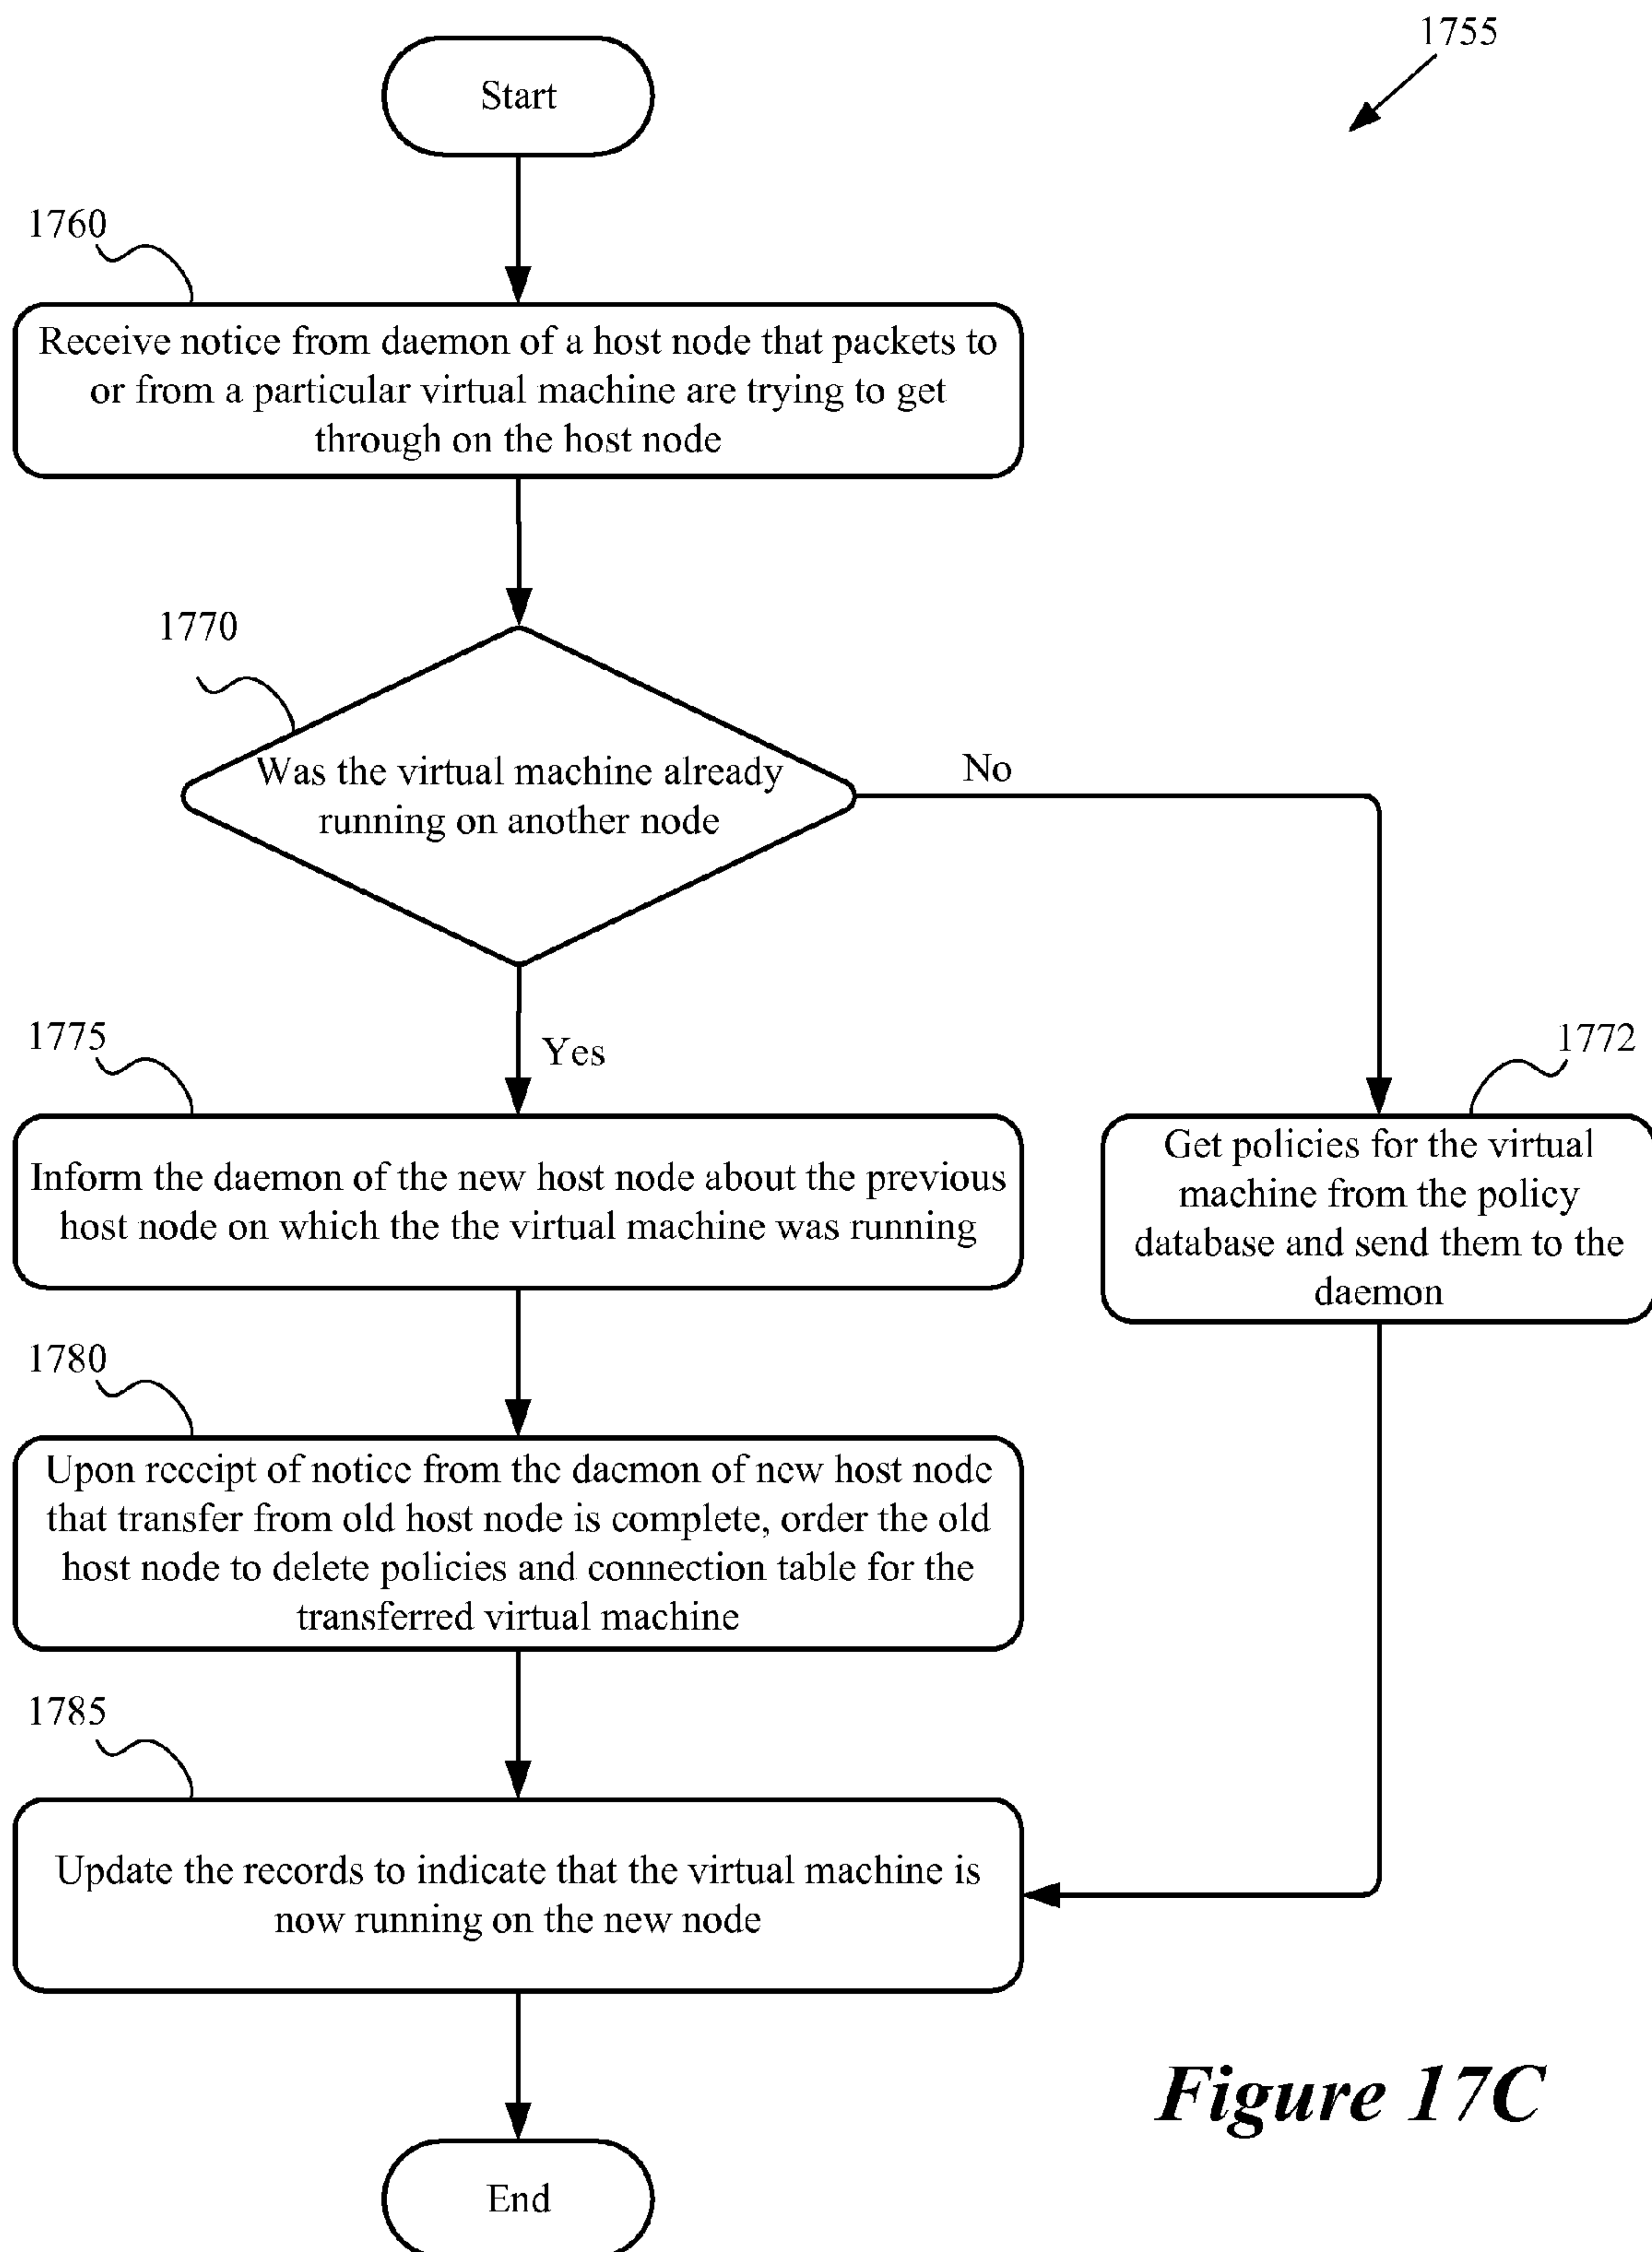 1755
Start
1760
Receive notice from daemon of a host node that packets to
or from a particular virtual machine are trying to get
through on the host node
1770
Was the virtual machine already
running on another node
No
Yes
1775
Inform the daemon of the new host node about the previous
host node on which the the virtual machine was running
1772
Get policies for the virtual
machine from the policy
database and send them to the
daemon
1780
Upon receipt of notice from the daemon of new host node
that transfer from old host node is complete, order the old
host node to delete policies and connection table for the
transferred virtual machine
1785
Update the records to indicate that the virtual machine is
now running on the new node
End
Figure 17C